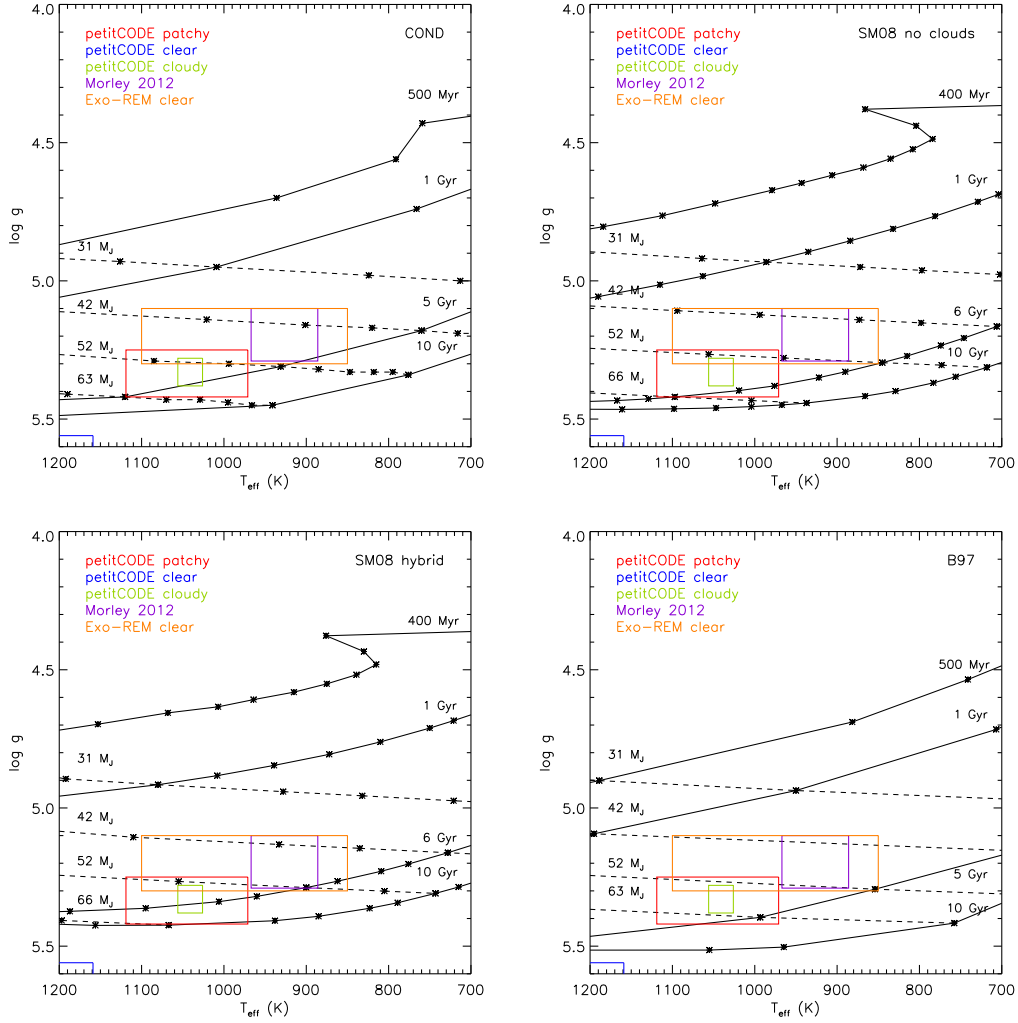 4.0
petitCODE patchy
COND
petitCODE clear
petitCODE cloudy
Morley 2012
500 Myr
Exo-REM clear
4.5
1 Gyr
log g
31 MJ
5.0
42 MJ
5 Gyr
52 MJ
10 Gyr
63 MJ
5.5
1200 1100 1000 900 800 700
Teff (K)
4.0
petitCODE patchy
SM08 no clouds
petitCODE clear
petitCODE cloudy
Morley 2012
400 Myr
Exo-REM clear
4.5
1 Gyr
log g
31 MJ
5.0
42 MJ
6 Gyr
52 MJ
10 Gyr
66 MJ
5.5
1200 1100 1000 900 800 700
Teff (K)
4.0
petitCODE patchy
SM08 hybrid
petitCODE clear
petitCODE cloudy
Morley 2012
400 Myr
Exo-REM clear
4.5
1 Gyr
log g
31 MJ
5.0
42 MJ
6 Gyr
52 MJ
10 Gyr
66 MJ
5.5
1200 1100 1000 900 800 700
Teff (K)
4.0
petitCODE patchy
B97
petitCODE clear
petitCODE cloudy
Morley 2012
Exo-REM clear
500 Myr
4.5
1 Gyr
log g
31 MJ
5.0
42 MJ
52 MJ
5 Gyr
63 MJ
10 Gyr
5.5
1200 1100 1000 900 800 700
Teff (K)